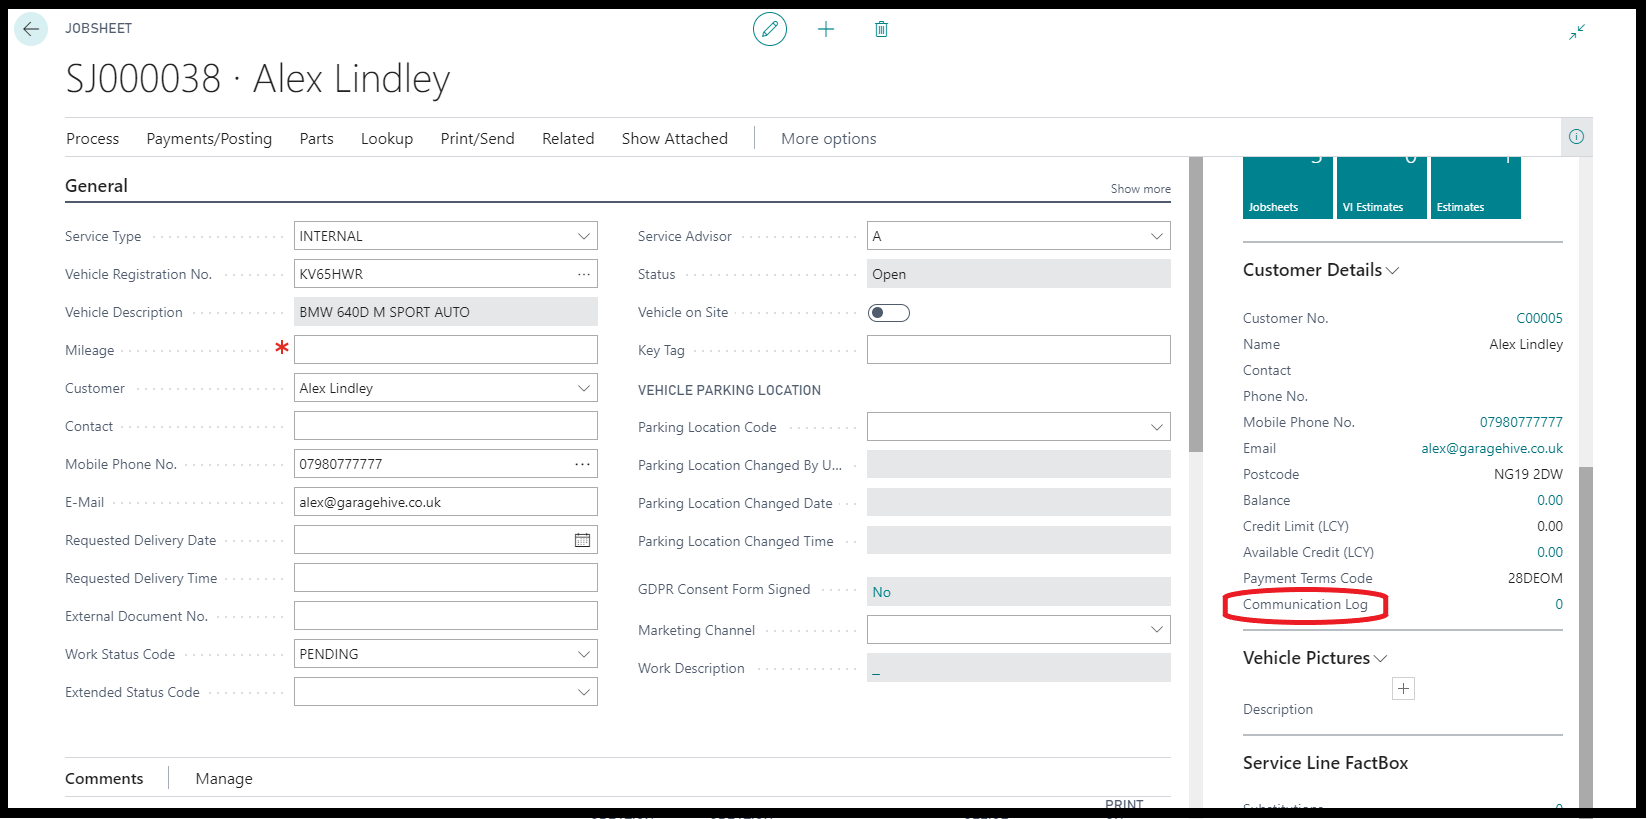 JOBSHEET
SJ000038 · Alex Lindley
Process Payments/Posting Parts Lookup Print/Send Related Show Attached More options
General Show more
Service Type INTERNAL
Vehicle Registration No. KV65HWR
Vehicle Description BMW 640D M SPORT AUTO
Mileage *
Customer Alex Lindley
Contact
Mobile Phone No. 07980777777
E-Mail alex@garagehive.co.uk
Requested Delivery Date
Requested Delivery Time
External Document No.
Work Status Code PENDING
Extended Status Code
Service Advisor A
Status Open
Vehicle on Site
Key Tag
VEHICLE PARKING LOCATION
Parking Location Code
Parking Location Changed By U...
Parking Location Changed Date
Parking Location Changed Time
GDPR Consent Form Signed No
Marketing Channel
Work Description _
Comments Manage
PRINT
Jobsheets VI Estimates Estimates
Customer Details
Customer No. C00005
Name Alex Lindley
Contact
Phone No.
Mobile Phone No. 07980777777
Email alex@garagehive.co.uk
Postcode NG19 2DW
Balance 0.00
Credit Limit (LCY) 0.00
Available Credit (LCY) 0.00
Payment Terms Code 28DEOM
Communication Log 0
Vehicle Pictures
Description
Service Line FactBox
Substitutions 0